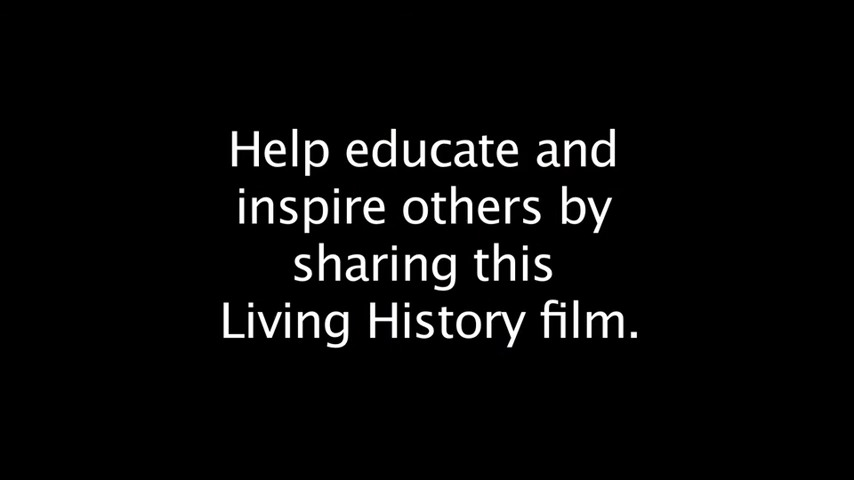 Help educate and
inspire others by
sharing this
Living History film.